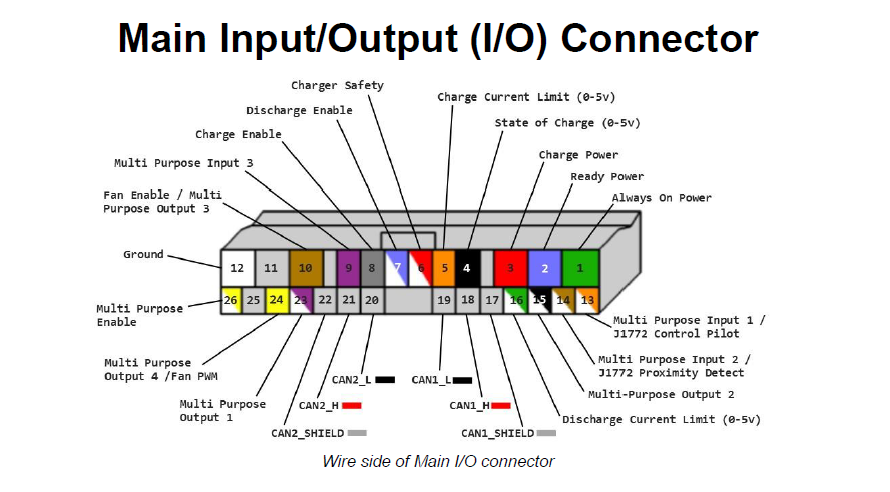 Main Input/Output (I/O) Connector
Charger Safety
Discharge Enable
Charge Enable
Multi Purpose Input 3
Fan Enable / Multi
Purpose Output 3
Ground
Charge Current Limit (0-5v)
State of Charge (0-5v)
Charge Power
Ready Power
Always On Power
12 11 10 9 8 7 6 5 4 3 2 1
26 25 24 23 22 21 20 19 18 17 16 15 14 13
Multi Purpose
Enable
Multi Purpose
Output 4 /Fan PWM
Multi Purpose
Output 1
CAN2_L
CAN2_H
CAN2_SHIELD
CAN1_L
CAN1_H
CAN1_SHIELD
Multi Purpose Input 1 /
J1772 Control Pilot
Multi Purpose Input 2 /
J1772 Proximity Detect
Multi-Purpose Output 2
Discharge Current Limit (0-5v)
Wire side of Main I/O connector